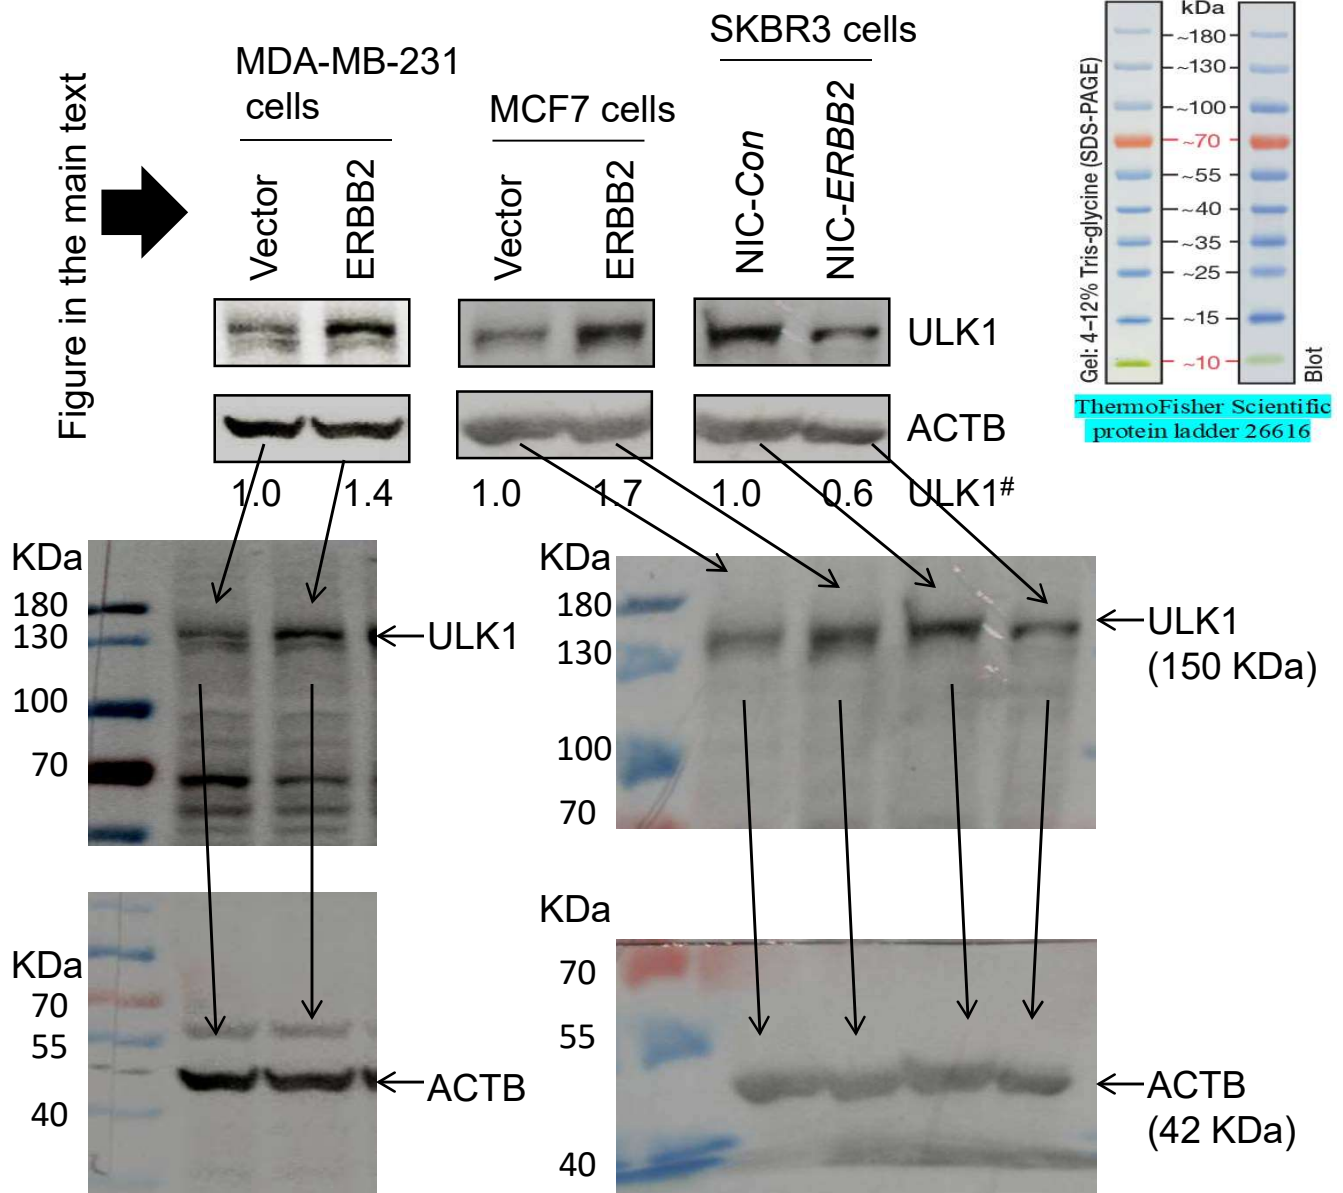 Figure in the main text
MDA-MB-231
cells
Vector
ERBB2
MCF7 cells
Vector
ERBB2
SKBR3 cells
NIC-Con
NIC-ERBB2
ULK1
ACTB
1.0 1.4 1.0 1.7 1.0 0.6 ULK1#
Gel: 4–12% Tris-glycine (SDS-PAGE)
kDa
~180
~130
~100
~70
~55
~40
~35
~25
~15
~10
Blot
ThermoFisher Scientific
protein ladder 26616
KDa
180
130
100
70
ULK1
KDa
180
130
100
70
ULK1
(150 KDa)
KDa
70
55
40
ACTB
KDa
70
55
40
ACTB
(42 KDa)